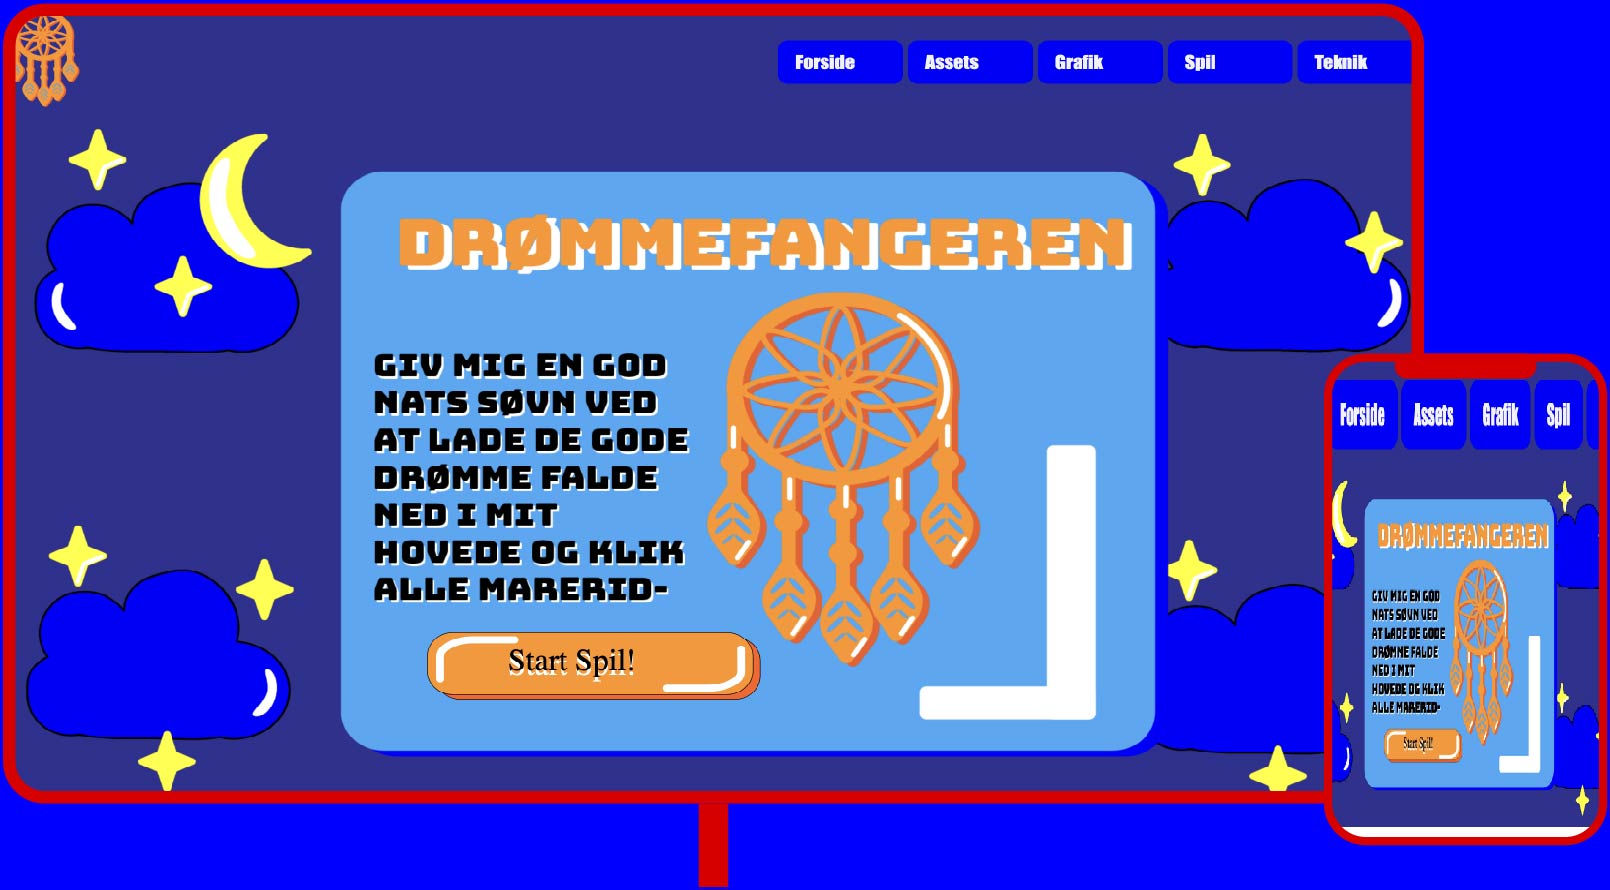 Forside Assets Grafik Spil Teknik
DRØMMEFANGEREN
GIV MIG EN GOD
NATS SØVN VED
AT LADE DE GODE
DRØMME FALDE
NED I MIT
HOVEDE OG KLIK
ALLE MARERID-
Start Spil!
Forside Assets Grafik Spil
DRØMMEFANGEREN
GIV MIG EN GOD
NATS SØVN VED
AT LADE DE GODE
DRØMME FALDE
NED I MIT
HOVEDE OG KLIK
ALLE MARERID-
Start Spil!